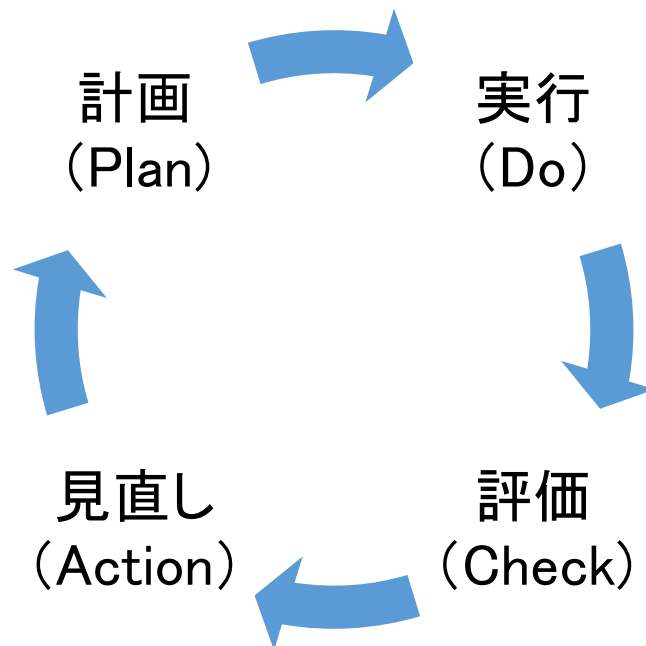 計画
（Plan）
実行
（Do）
見直し
（Action）
評価
（Check）